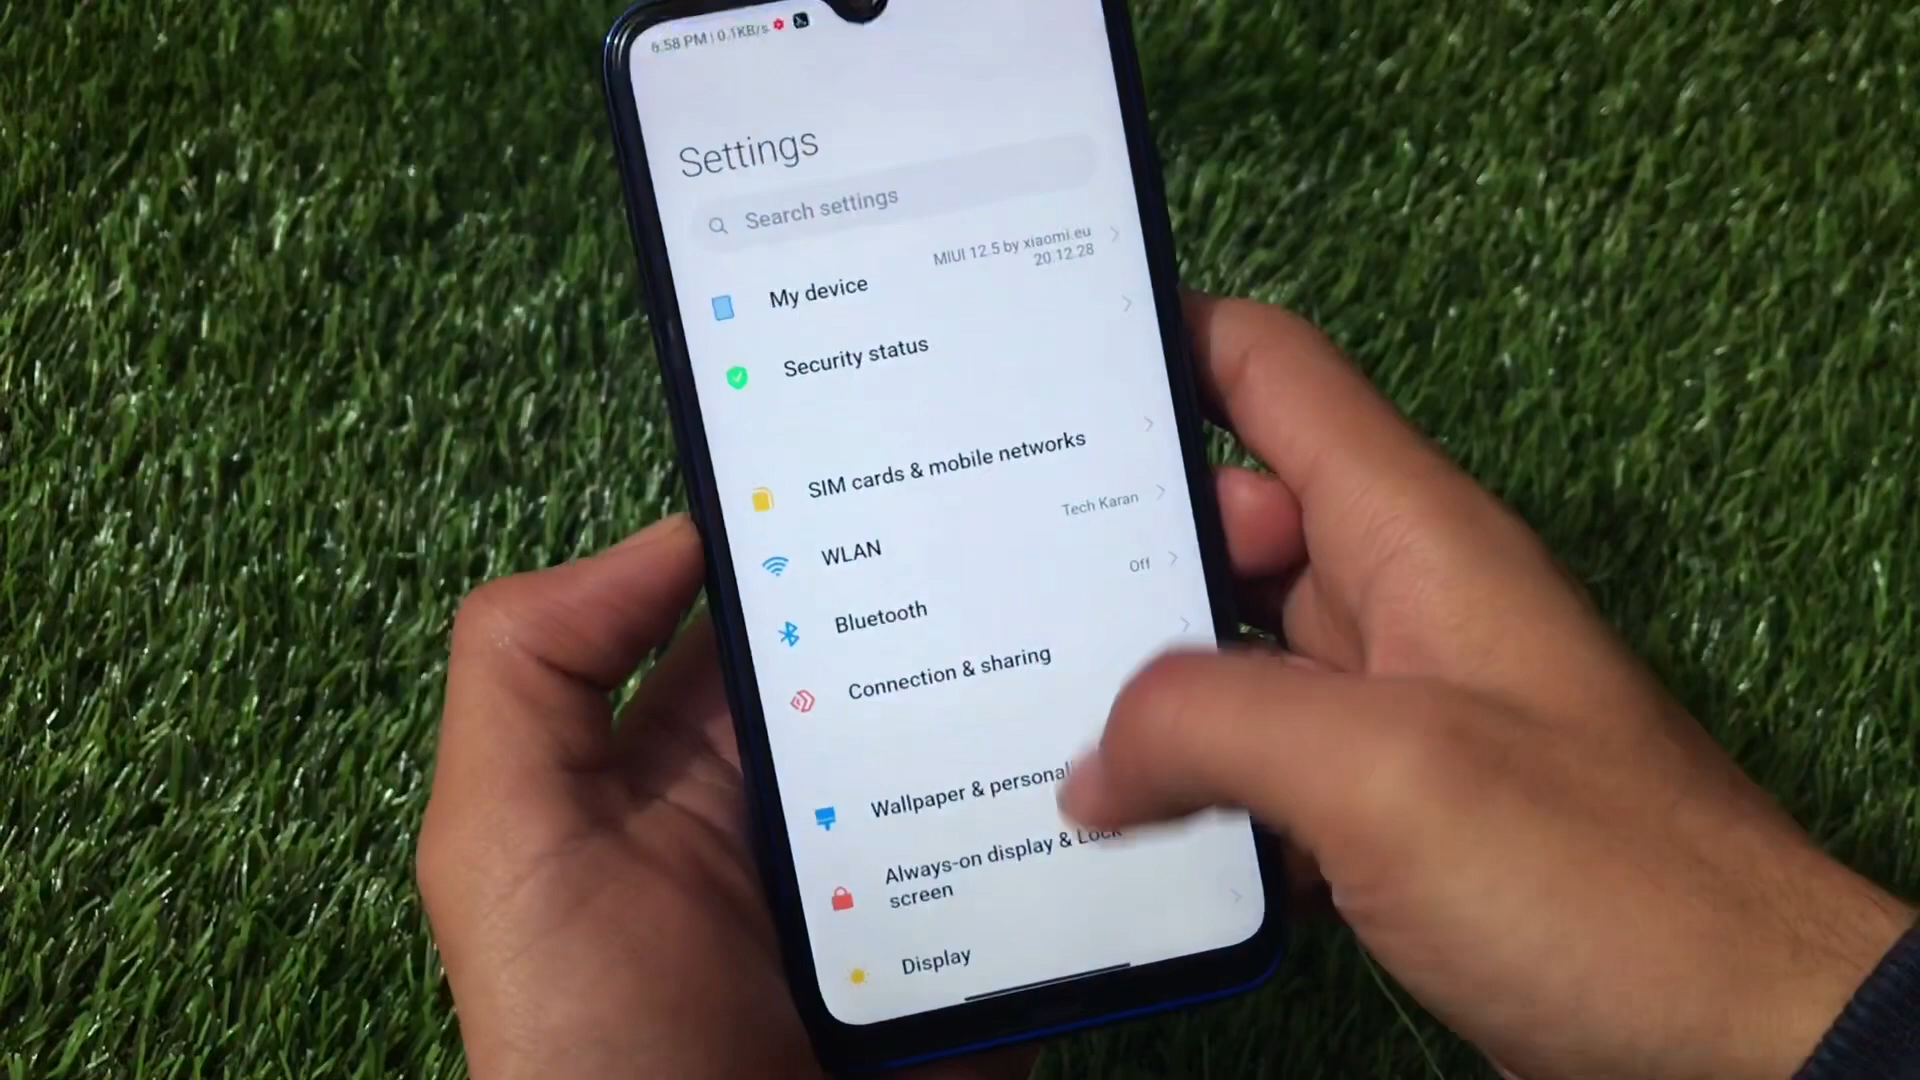 6:58 PM | 0.1KB/s
Settings
Search settings
My device
MIUI 12.5 by xiaomi.eu
20.12.28
Security status
SIM cards & mobile networks
WLAN
Tech Karan
Bluetooth
Off
Connection & sharing
Wallpaper & personal
Always-on display & Lock
screen
Display